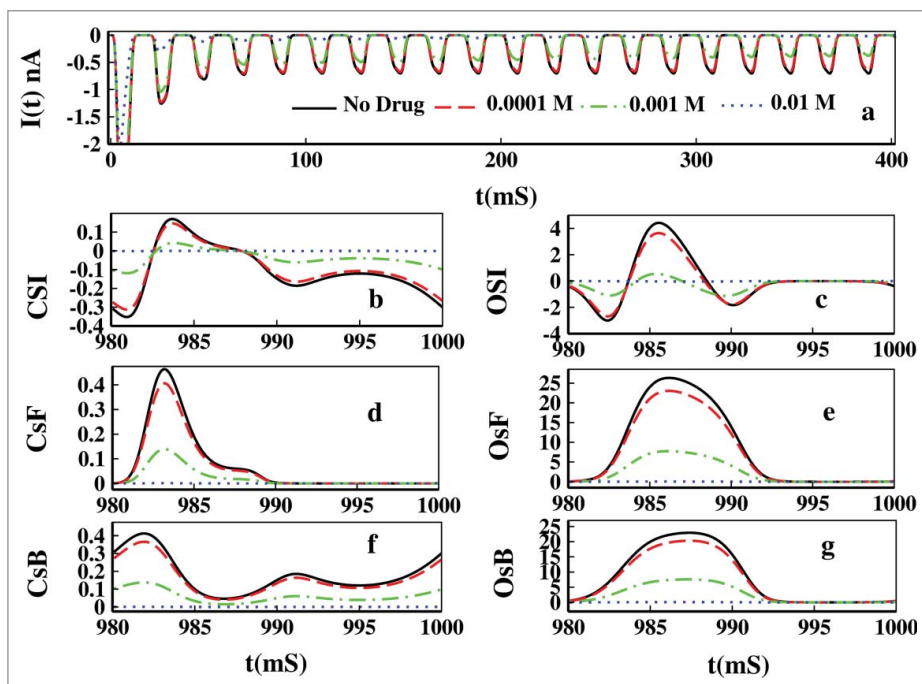 I(t) nA
0
-0.5
-1
-1.5
-2
No Drug 0.0001 M 0.001 M 0.01 M a
0 100 200 300 400
t(mS)
CSI
0.1
0
-0.1
-0.2
-0.3
-0.4
b
980 985 990 995 1000
OSI
4
2
0
-2
-4
c
980 985 990 995 1000
CsF
0.4
0.3
0.2
0.1
0
d
980 985 990 995 1000
OsF
25
20
15
10
5
0
e
980 985 990 995 1000
CsB
0.4
0.3
0.2
0.1
0
f
980 985 990 995 1000
t(mS)
OsB
25
20
15
10
5
0
g
980 985 990 995 1000
t(mS)